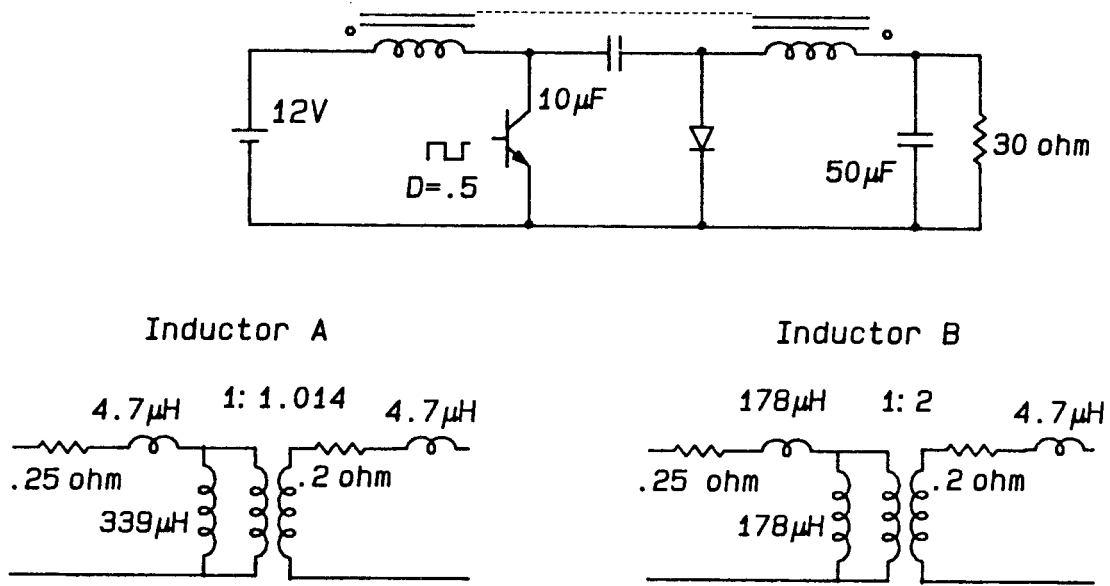 12V
10μF
D=.5
50μF
30 ohm
Inductor A
Inductor B
4.7μH
1: 1.014
4.7μH
.25 ohm
.2 ohm
339μH
178μH
1: 2
4.7μH
.25 ohm
.2 ohm
178μH